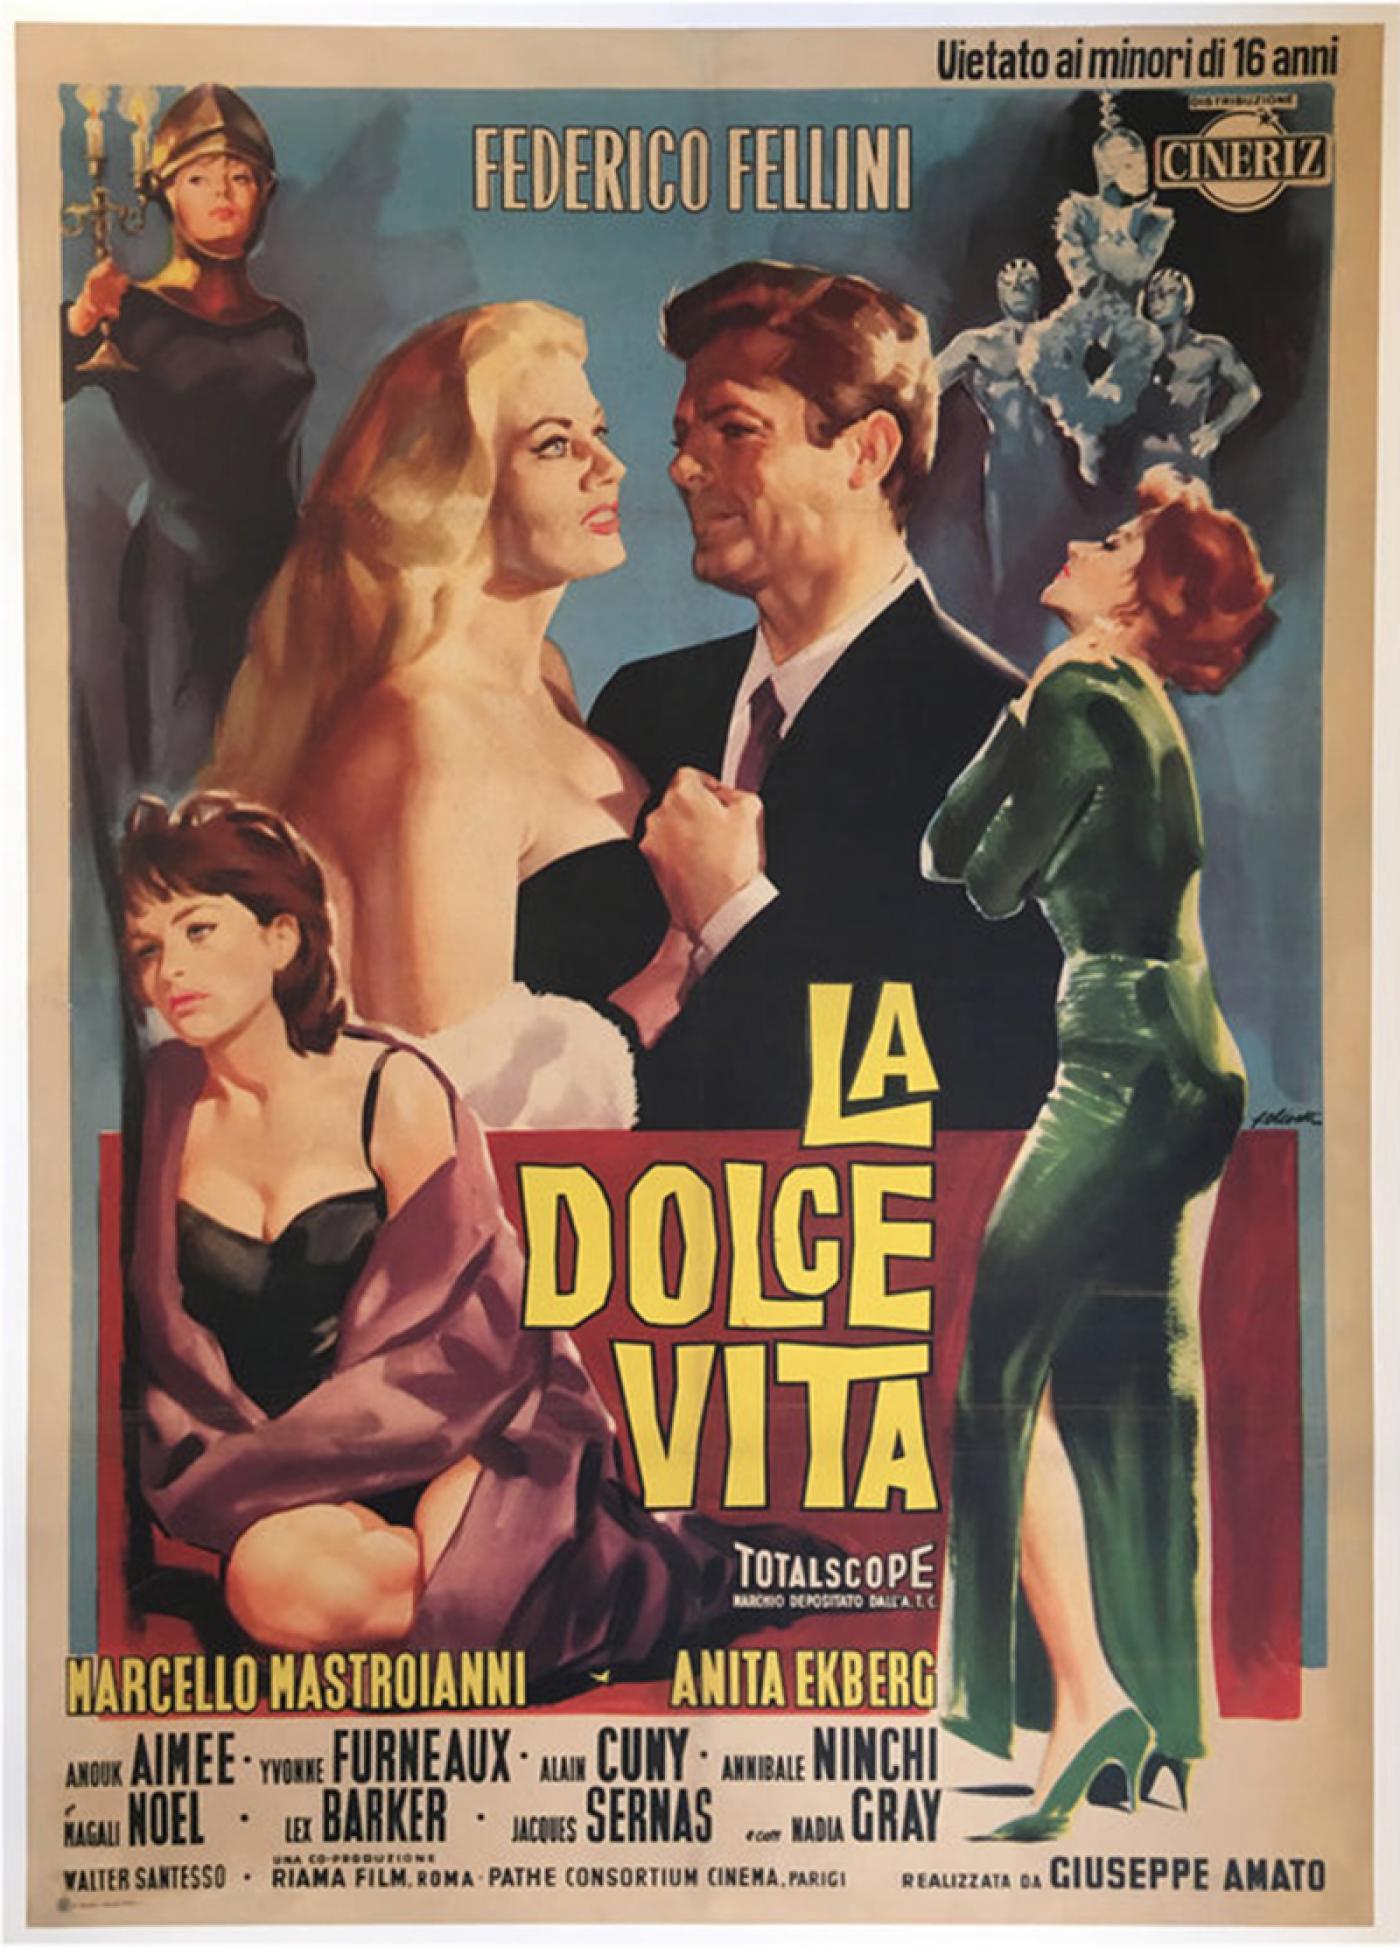 Vietato ai minori di 16 anni
DISTRIBUZIONE
CINERIZ
FEDERICO FELLINI
LA
DOLCE
VITA
TOTALSCOPE
MARCHIO DEPOSITATO DALL'A.T.C.
MARCELLO MASTROIANNI ANITA EKBERG
ANOUK AIMEE · YVONNE FURNEAUX · ALAIN CUNY · ANNIBALE NINCHI
e MAGALI NOEL · LEX BARKER · JACQUES SERNAS e con NADIA GRAY
UNA CO-PRODUZIONE
WALTER SANTESSO · RIAMA FILM, ROMA - PATHE CONSORTIUM CINEMA, PARIGI REALIZZATA DA GIUSEPPE AMATO